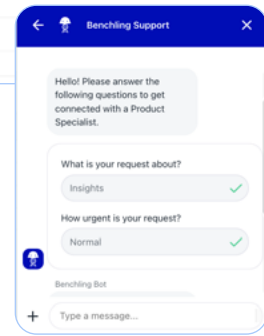 Benchling Support
Hello! Please answer the
following questions to get
connected with a Product
Specialist.
What is your request about?
Insights
How urgent is your request?
Normal
Benchling Bot
Type a message...